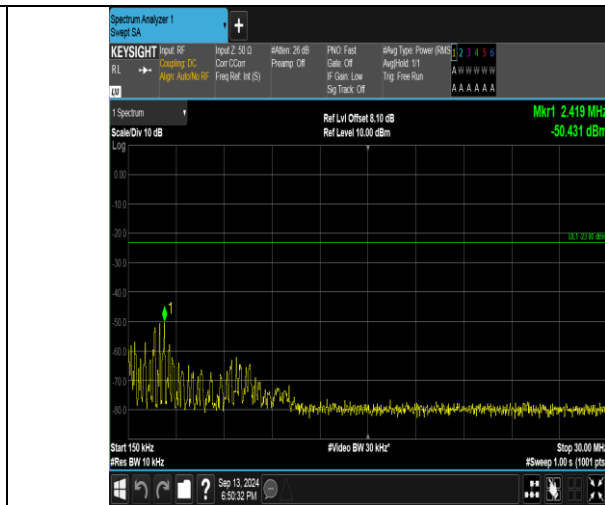 Spectrum Analyzer 1
Swept SA
+
KEYSIGHT Input: RF Input Z: 50 Ω #Atten: 26 dB PNO: Fast #Avg Type: Power (RMS 1 2 3 4 5 6
RL Coupling: DC Corr CCorr Preamp: Off Gate: Off Avg|Hold: 1/1 A W W W W W
Align: Auto/No RF Freq Ref: Int (S) IF Gain: Low Trig: Free Run
LXI Sig Track: Off A A A A A A
1 Spectrum Ref Lvl Offset 8.10 dB Mkr1 2.419 MHz
Scale/Div 10 dB Ref Level 10.00 dBm -50.431 dBm
Log
0.00
-10.0
-20.0
-30.0
-40.0
1
-60.0
-70.0
-80.0
Start 150 kHz #Video BW 30 kHz* Stop 30.00 MHz
#Res BW 10 kHz #Sweep 1.00 s (1001 pts
? Sep 13, 2024
6:50:32 PM